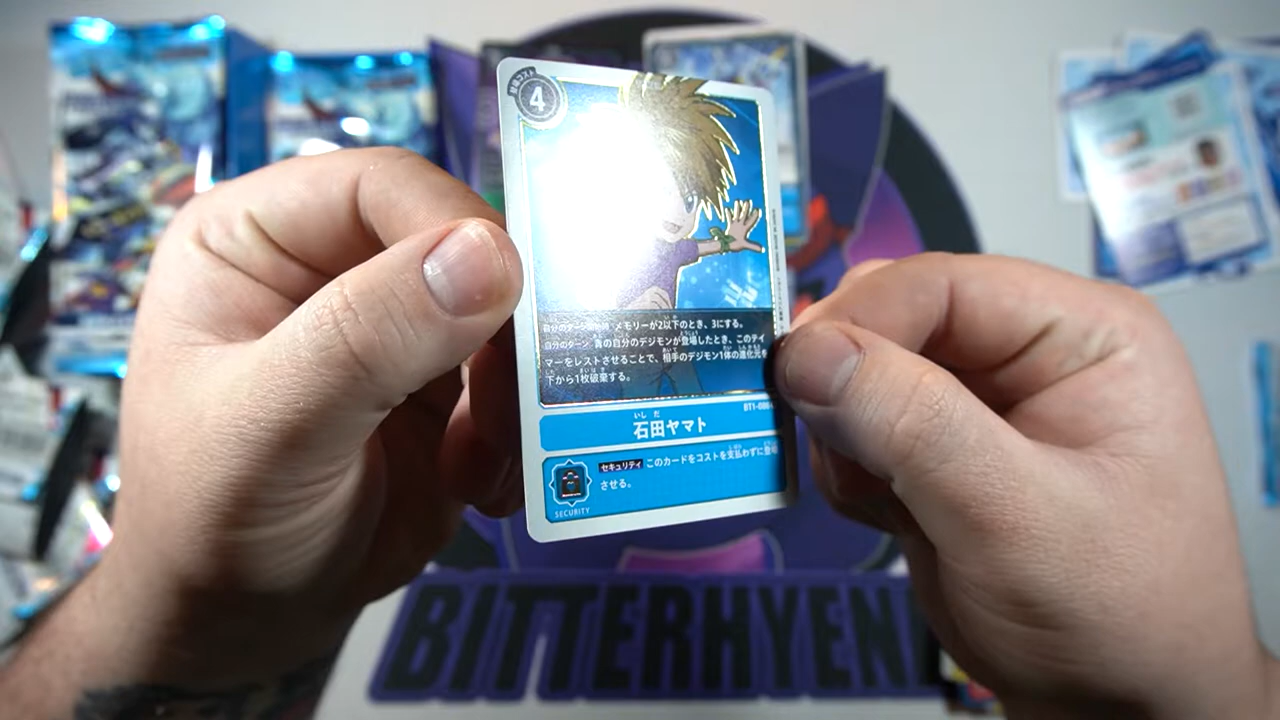 登場コスト
4
自分のターン開始時 メモリーが2以下のとき、3にする。
自分のターン 青の自分のデジモンが登場したとき、このテイ
マーをレストさせることで、相手のデジモン1体の進化元を
下から1枚破棄する。
BT1-086
いし だ
石田ヤマト
セキュリティ このカードをコストを支払わずに登場
させる。
SECURITY
BITTERHYEN